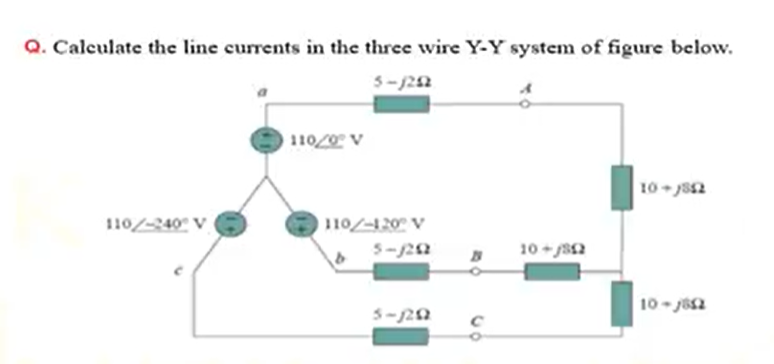 Q. Calculate the line currents in the three wire Y-Y system of figure below.
5-j2Ω
a
A
110/0° V
10+j8Ω
110/-240° V
110/-120° V
5-j2Ω
B
10+j8Ω
b
c
10+j8Ω
5-j2Ω
C